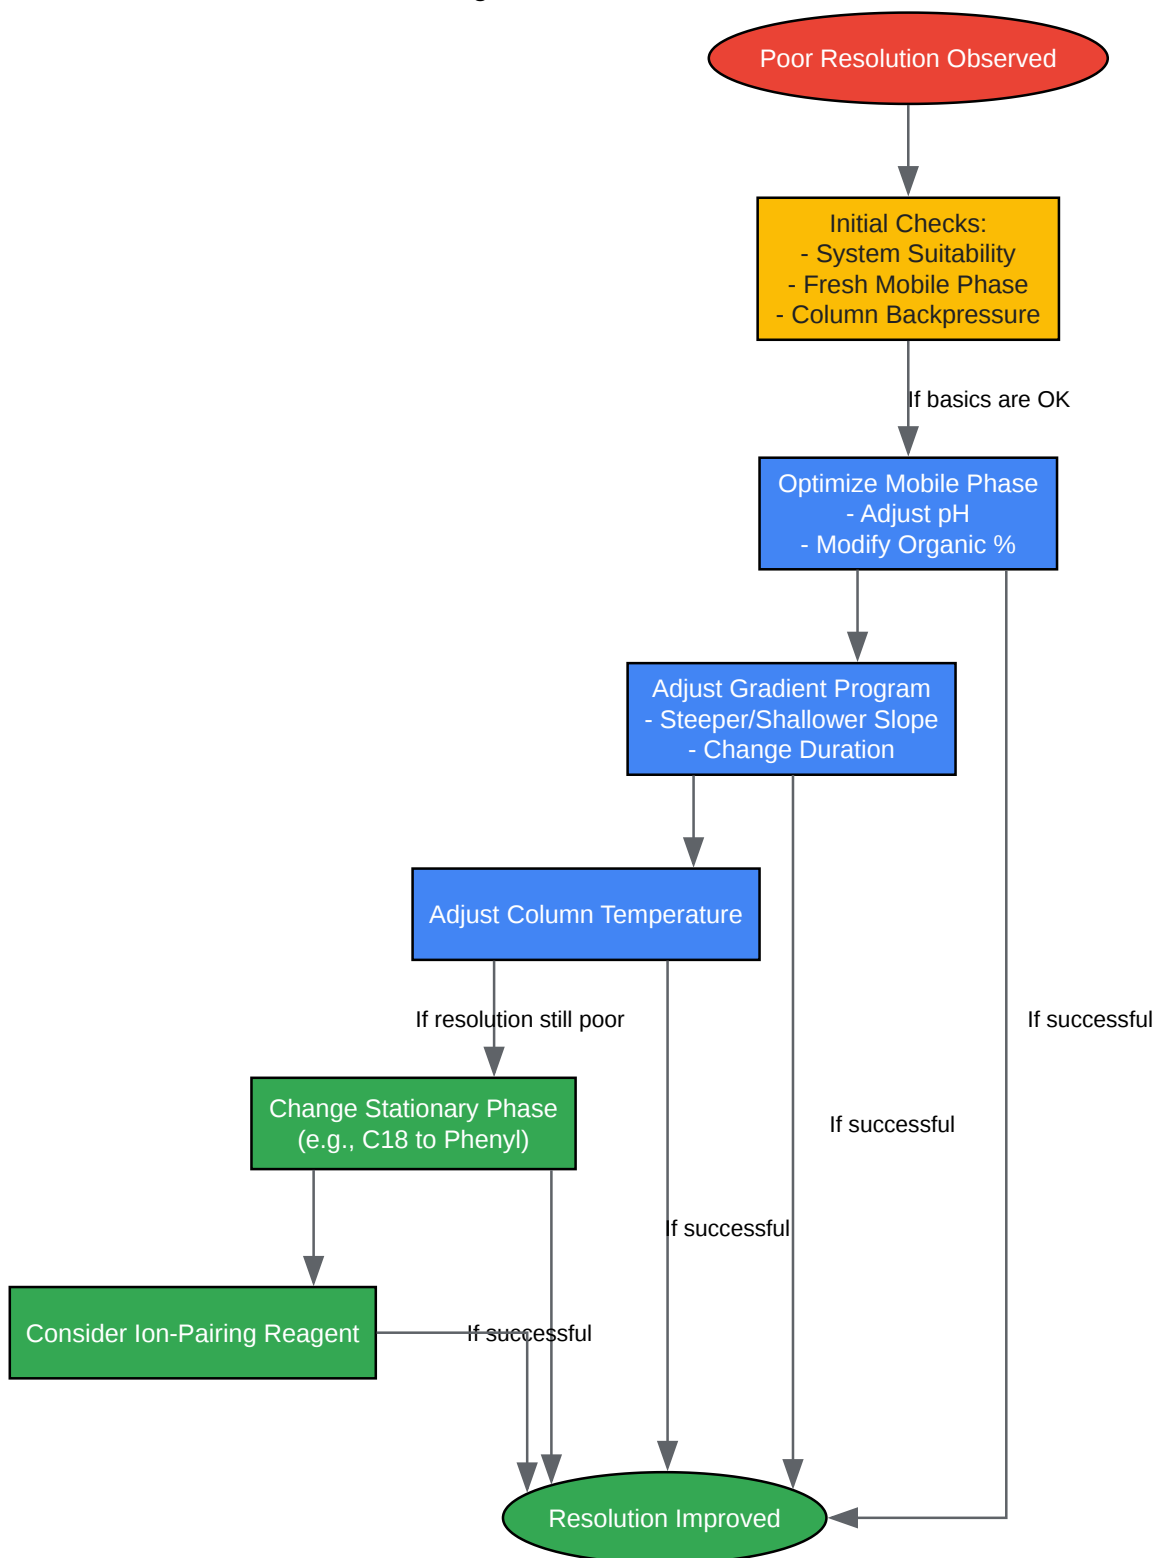 Poor Resolution Observed
Initial Checks:
- System Suitability
- Fresh Mobile Phase
- Column Backpressure
If basics are OK
Optimize Mobile Phase
- Adjust pH
- Modify Organic %
Adjust Gradient Program
- Steeper/Shallower Slope
- Change Duration
Adjust Column Temperature
If resolution still poor
If successful
Change Stationary Phase
(e.g., C18 to Phenyl)
If successful
If successful
Consider Ion-Pairing Reagent
If successful
Resolution Improved